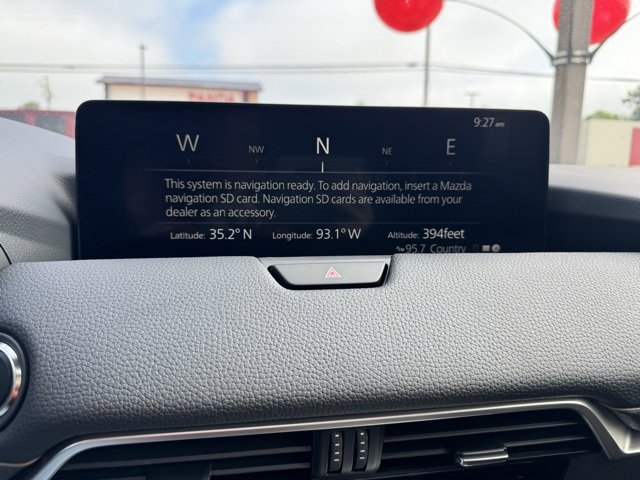 PANDA
9:27 am
W NW N NE E
This system is navigation ready. To add navigation, insert a Mazda
navigation SD card. Navigation SD cards are available from your
dealer as an accessory.
Latitude: 35.2° N Longitude: 93.1° W Altitude: 394feet
95.7 Country